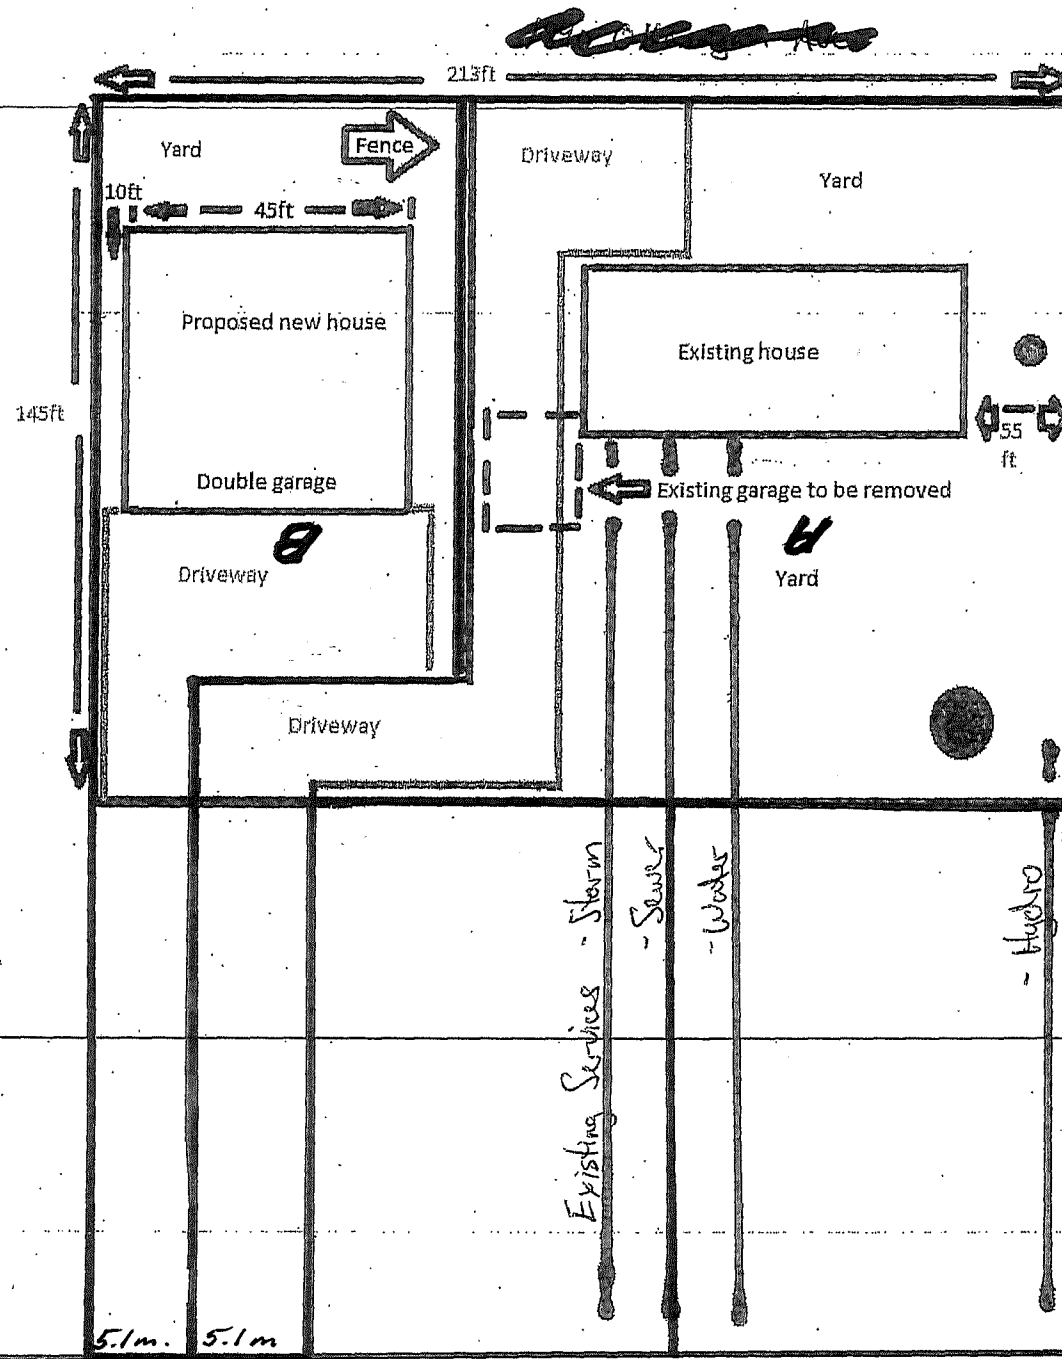 213ft
Yard
Fence
Driveway
Yard
10ft
45ft
Proposed new house
Existing house
145ft
55
ft
Double garage
Existing garage to be removed
B
A
Driveway
Yard
Driveway
Existing Services - Storm
- Sewer
- Water
- Hydro
5.1m.
5.1m